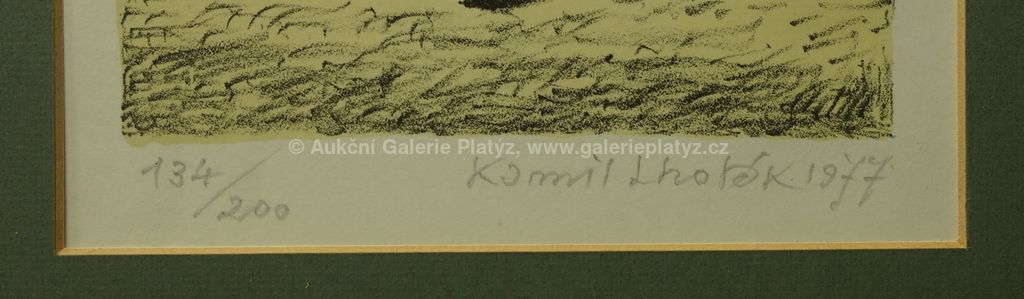 © Aukční Galerie Platýz, www.galerieplatyz.cz
134/200
Kamil Lhoták 1977